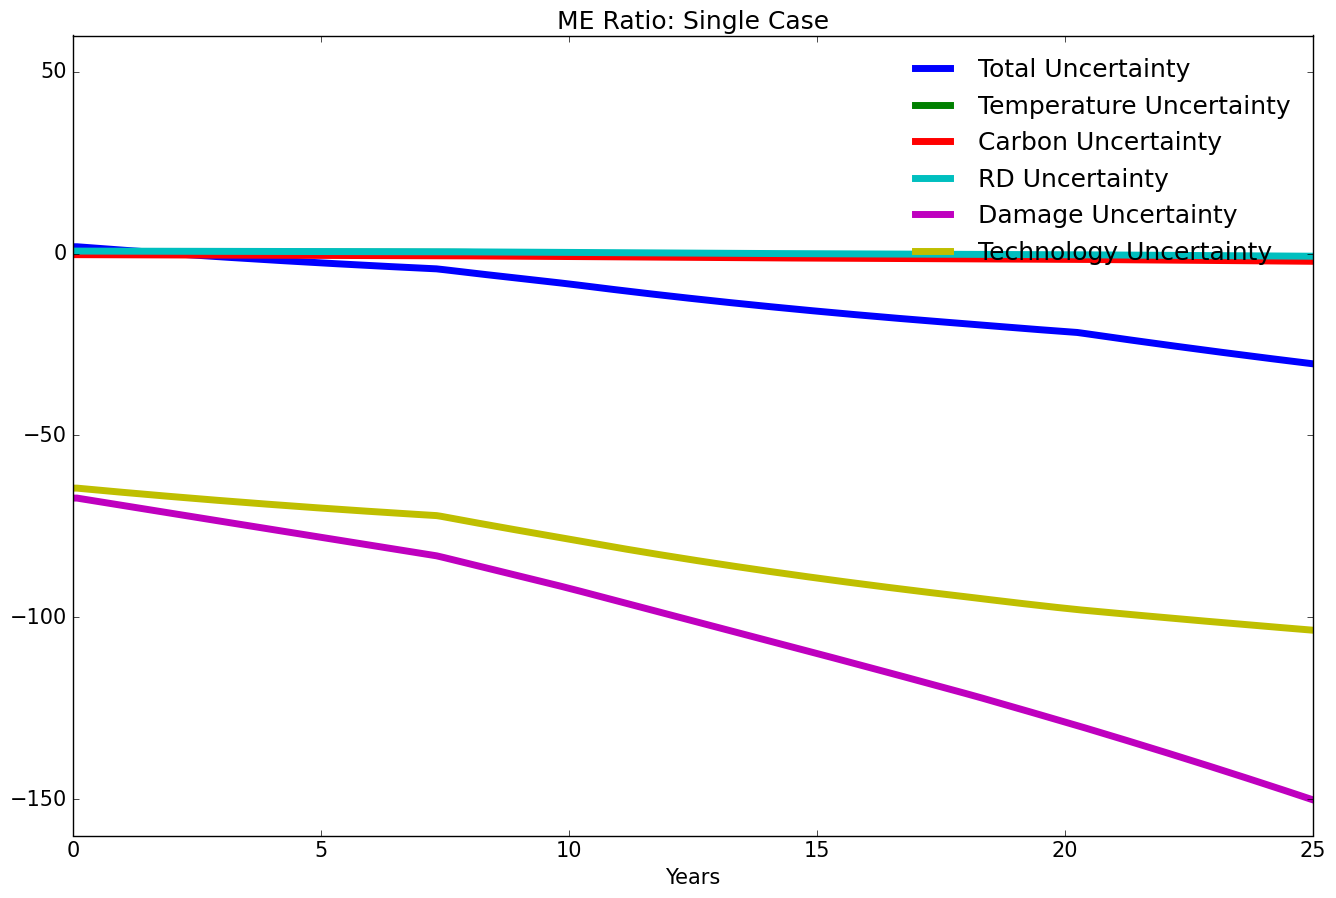 ME Ratio: Single Case
Total Uncertainty
Temperature Uncertainty
Carbon Uncertainty
RD Uncertainty
Damage Uncertainty
Technology Uncertainty
50
0
−50
−100
−150
0 5 10 15 20 25
Years